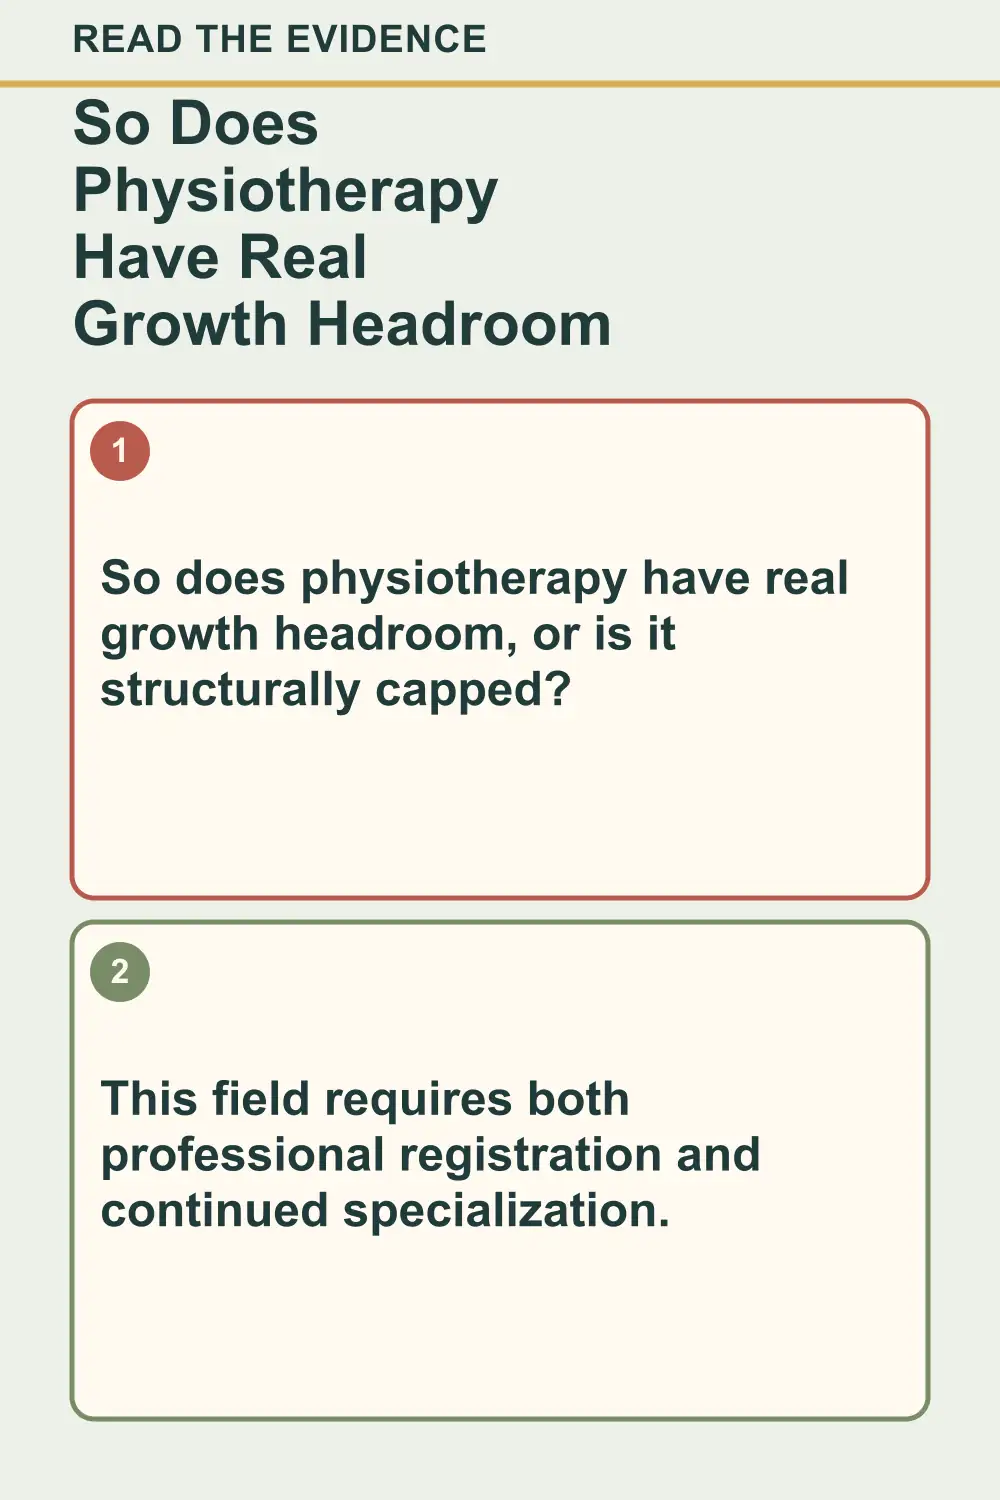 READ THE EVIDENCE
So Does
Physiotherapy
Have Real
Growth Headroom
1
So does physiotherapy have real
growth headroom, or is it
structurally capped?
2
This field requires both
professional registration and
continued specialization.